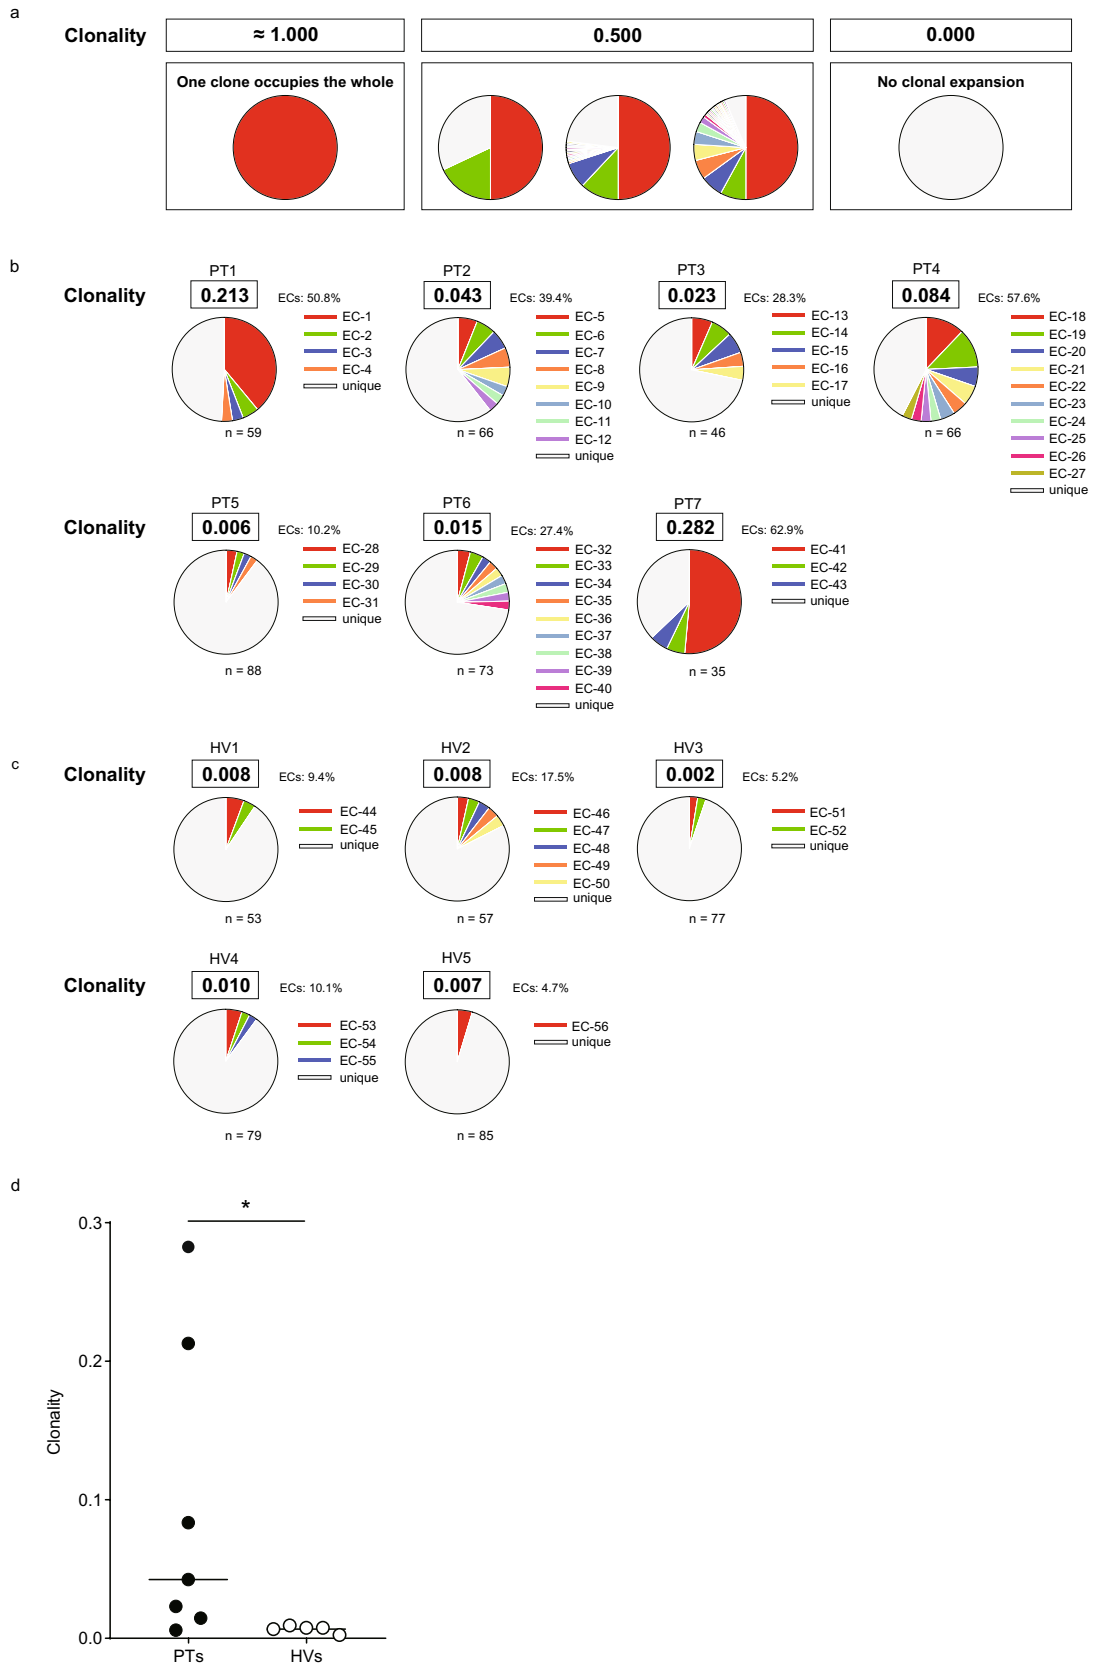 a
Clonality ≈ 1.000 0.500 0.000
One clone occupies the whole No clonal expansion
b
PT1 PT2 PT3 PT4
Clonality 0.213 ECs: 50.8% 0.043 ECs: 39.4% 0.023 ECs: 28.3% 0.084 ECs: 57.6%
EC-1
EC-2
EC-3
EC-4
unique
n = 59
EC-5
EC-6
EC-7
EC-8
EC-9
EC-10
EC-11
EC-12
unique
n = 66
EC-13
EC-14
EC-15
EC-16
EC-17
unique
n = 46
EC-18
EC-19
EC-20
EC-21
EC-22
EC-23
EC-24
EC-25
EC-26
EC-27
unique
n = 66
PT5 PT6 PT7
Clonality 0.006 ECs: 10.2% 0.015 ECs: 27.4% 0.282 ECs: 62.9%
EC-28
EC-29
EC-30
EC-31
unique
n = 88
EC-32
EC-33
EC-34
EC-35
EC-36
EC-37
EC-38
EC-39
EC-40
unique
n = 73
EC-41
EC-42
EC-43
unique
n = 35
c
HV1 HV2 HV3
Clonality 0.008 ECs: 9.4% 0.008 ECs: 17.5% 0.002 ECs: 5.2%
EC-44
EC-45
unique
n = 53
EC-46
EC-47
EC-48
EC-49
EC-50
unique
n = 57
EC-51
EC-52
unique
n = 77
HV4 HV5
Clonality 0.010 ECs: 10.1% 0.007 ECs: 4.7%
EC-53
EC-54
EC-55
unique
n = 79
EC-56
unique
n = 85
d
*
0.3
0.2
0.1
0.0
Clonality
PTs HVs